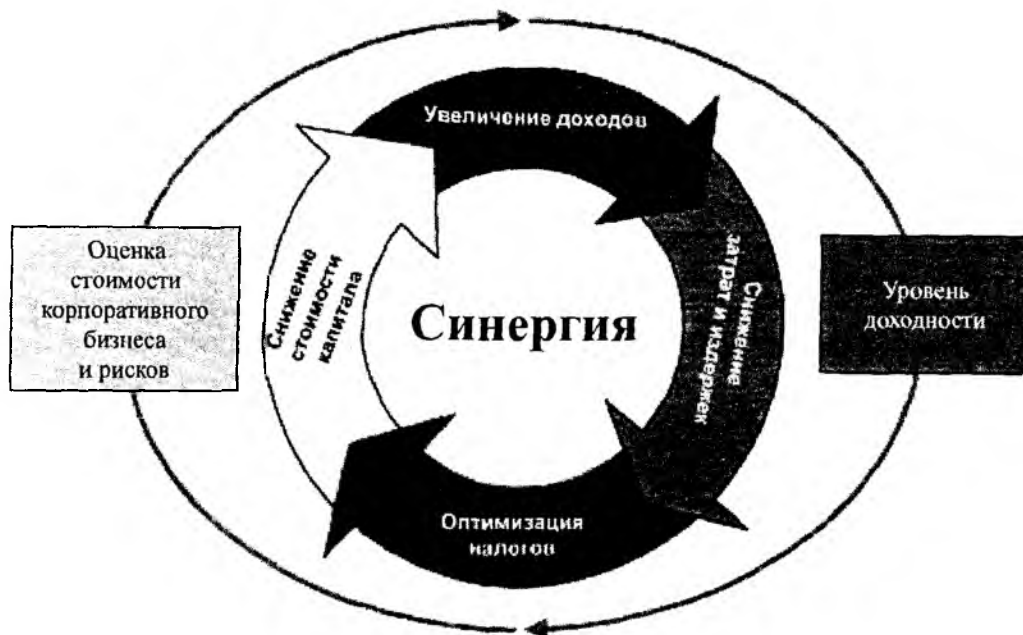 Увеличение доходов
Оценка
стоимости
корпоративного
бизнеса
и рисков
Снижение
стоимости
капитала
Синергия
Снижение
затрат и издержек
Уровень
доходности
Оптимизация
налогов